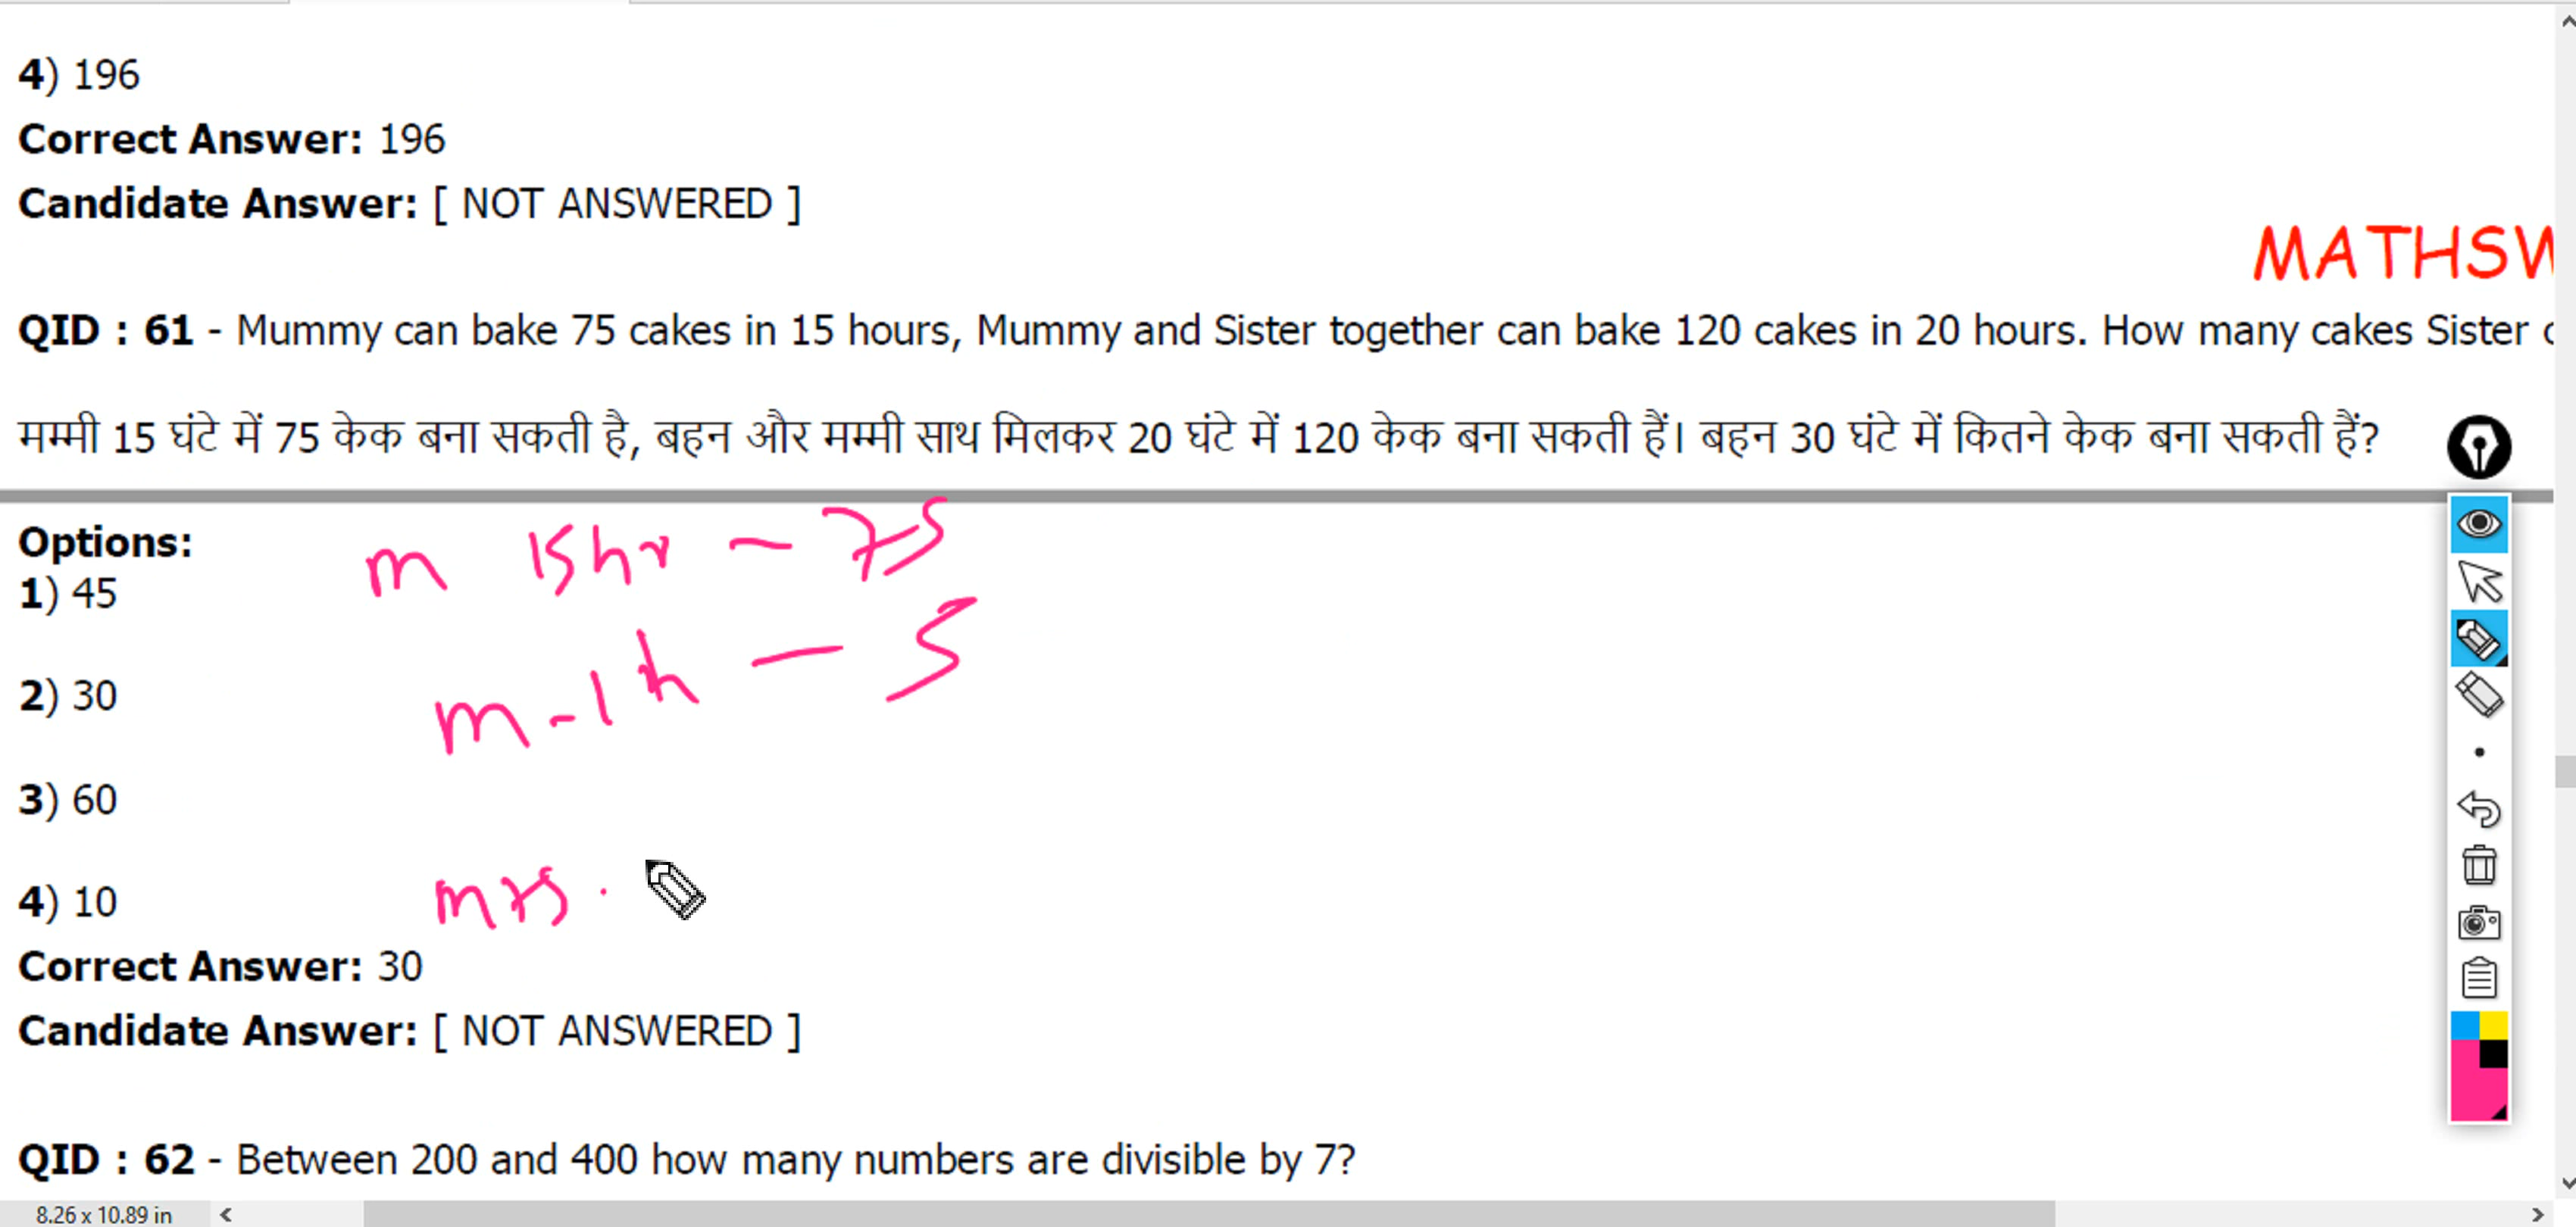 4) 196
Correct Answer: 196
Candidate Answer: [ NOT ANSWERED ]
MATHSW
QID : 61 - Mummy can bake 75 cakes in 15 hours, Mummy and Sister together can bake 120 cakes in 20 hours. How many cakes Sister c
मम्मी 15 घंटे में 75 केक बना सकती है, बहन और मम्मी साथ मिलकर 20 घंटे में 120 केक बना सकती हैं। बहन 30 घंटे में कितने केक बना सकती हैं?
Options:
m 15hr - 75
1) 45
m - 1h - 5
2) 30
3) 60
4) 10
m+s
Correct Answer: 30
Candidate Answer: [ NOT ANSWERED ]
QID : 62 - Between 200 and 400 how many numbers are divisible by 7?
8.26 x 10.89 in